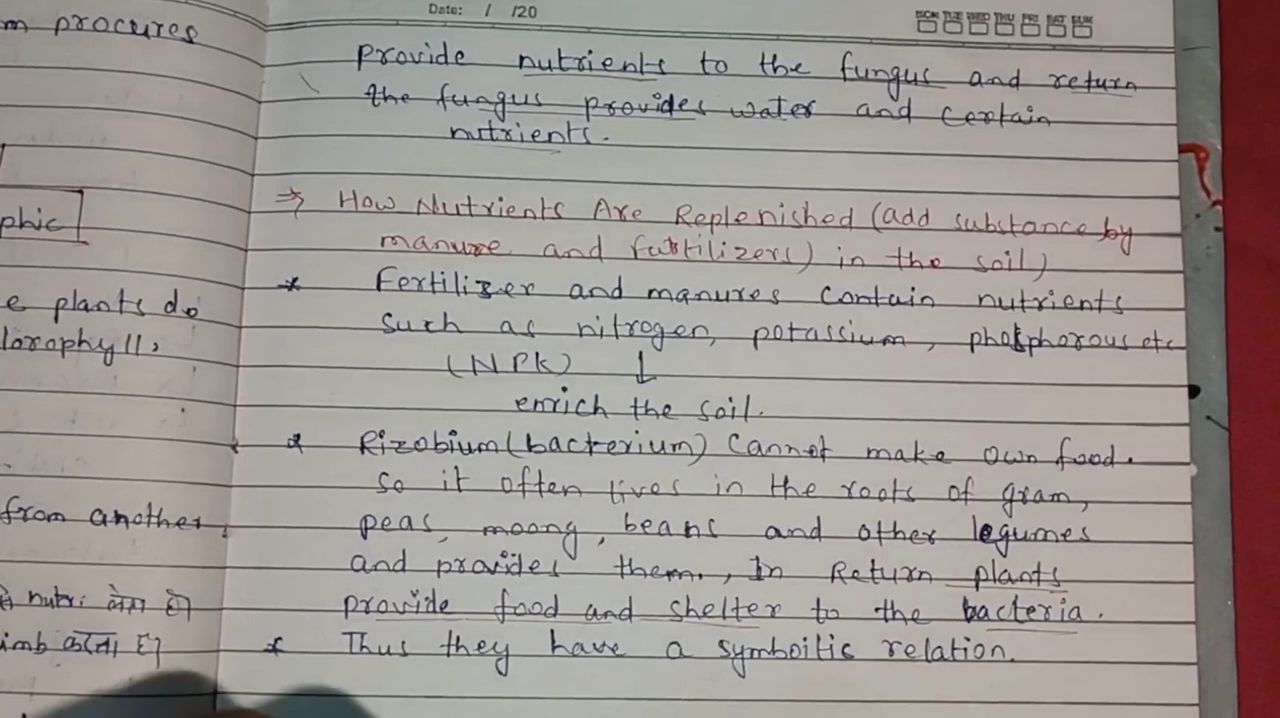 m procures
phic
e plants do
lorophyll,
from another,
Date: / /20
MON TUE WED THU FRI SAT SUN
provide nutrients to the fungus and return
the fungus provides water and certain
nutrients.
⇒ How Nutrients Are Replenished (add substance by
manure and fartilizers) in the soil)
* Fertilizer and manures contain nutrients
such as nitrogen, potassium, phosphorous etc
(NPK) ↓
enrich the soil.
* Rizobium (bacterium) cannot make own food.
So it often lives in the roots of gram,
peas, moong, beans and other legumes
and provides them., In Return plants
provide food and shelter to the bacteria.
* Thus they have a symboitic relation.